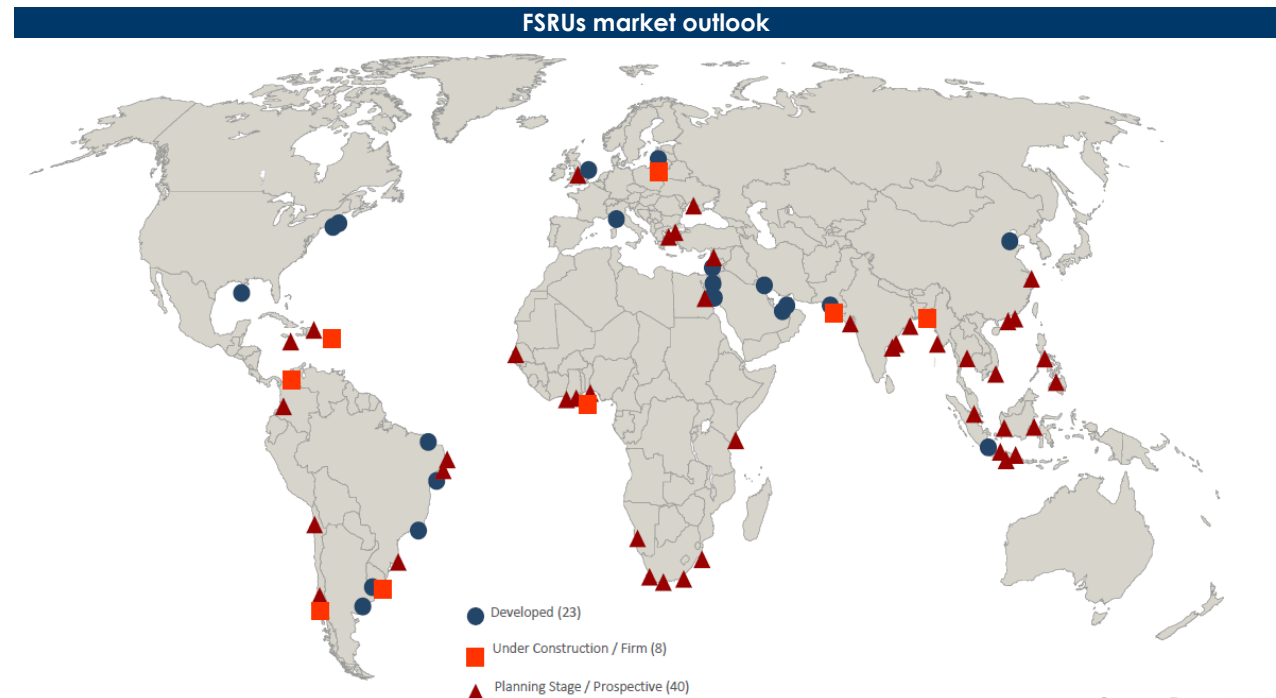 FSRUs market outlook
Developed (23)
Under Construction / Firm (8)
Planning Stage / Prospective (40)